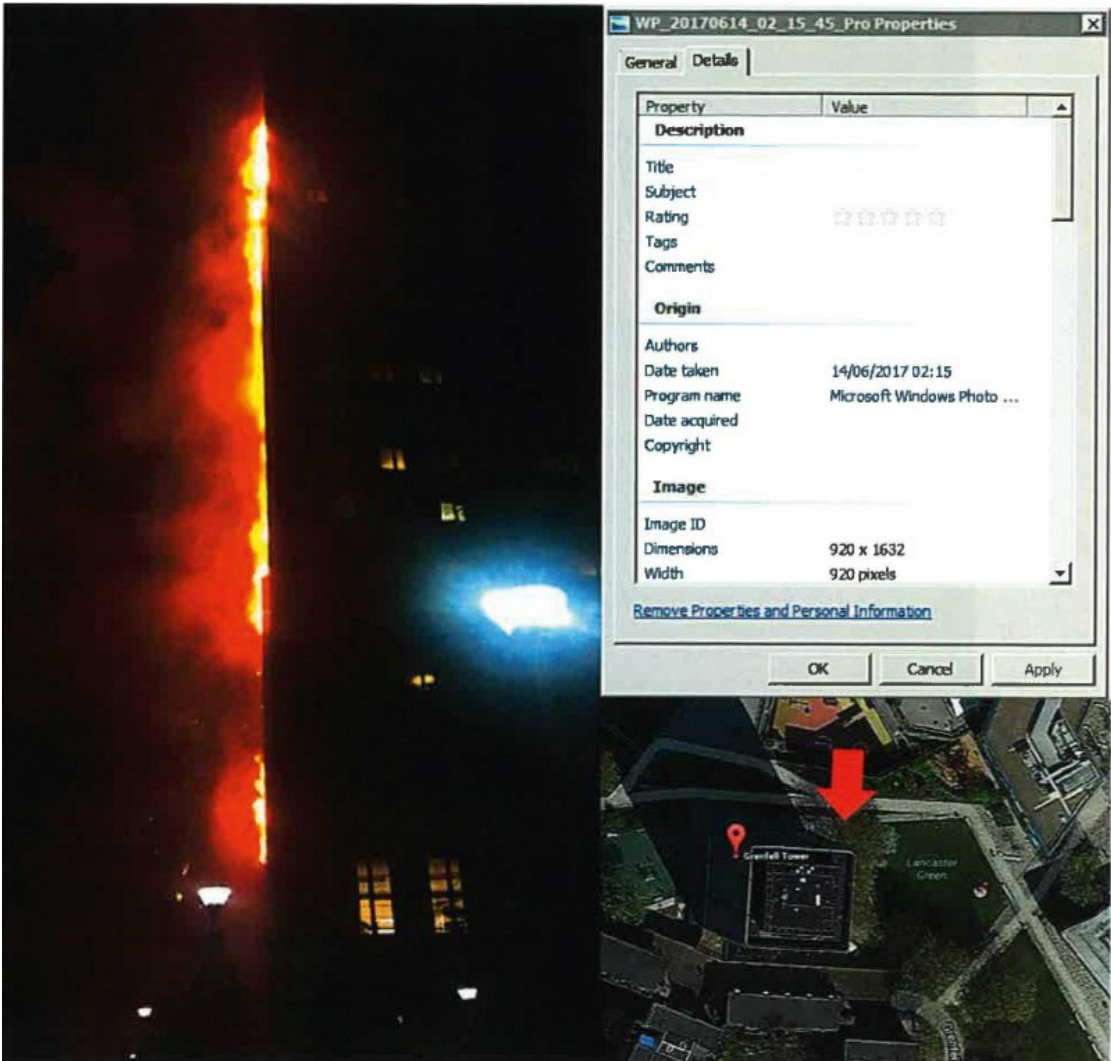 WP_20170614_02_15_45_Pro Properties
General Details
Property Value
Description
Title
Subject
Rating
Tags
Comments
Origin
Authors
Date taken 14/06/2017 02:15
Program name Microsoft Windows Photo ...
Date acquired
Copyright
Image
Image ID
Dimensions 920 x 1632
Width 920 pixels
Remove Properties and Personal Information
OK Cancel Apply
Grenfell Tower
Lancaster
Green